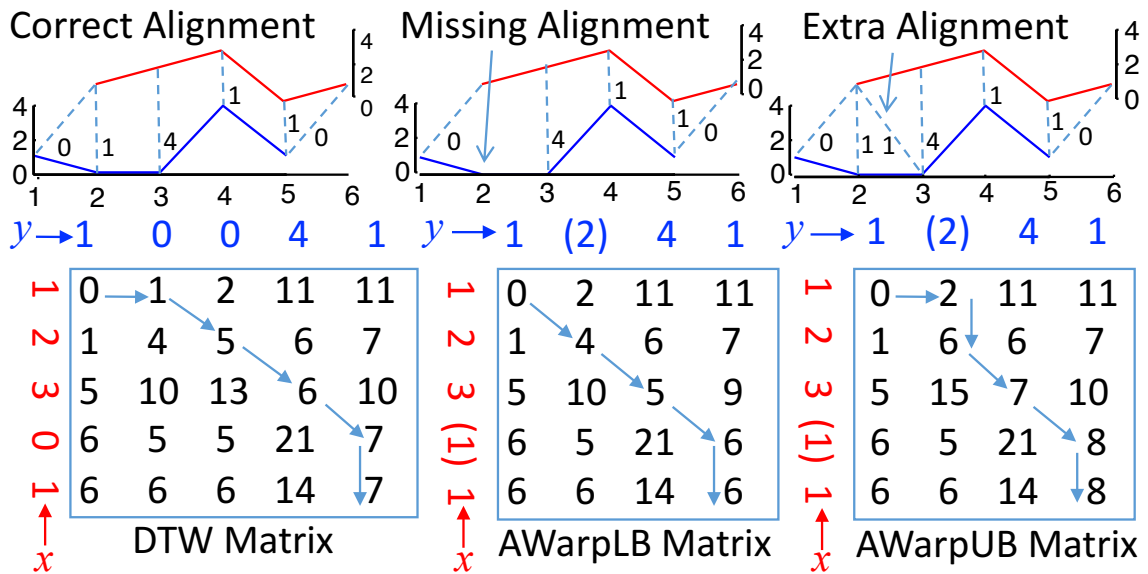 Correct Alignment Missing Alignment Extra Alignment
4 4 4
2 2 2
0 0 0
4 4 4
2 2 2
0 0 0
0 1 4 1 1 0
0 4 1 1 0
0 1 1 4 1 1 0
1 2 3 4 5 6 1 2 3 4 5 6 1 2 3 4 5 6
y 1 0 0 4 1 y 1 (2) 4 1 y 1 (2) 4 1
1 0 1 2 11 11 1 0 2 11 11 1 0 2 11 11
2 1 4 5 6 7 2 1 4 6 7 2 1 6 6 7
3 5 10 13 6 10 3 5 10 5 9 3 5 15 7 10
0 6 5 5 21 7 (1) 6 5 21 6 (1) 6 5 21 8
1 6 6 6 14 7 1 6 6 14 6 1 6 6 14 8
x DTW Matrix x AWarpLB Matrix x AWarpUB Matrix